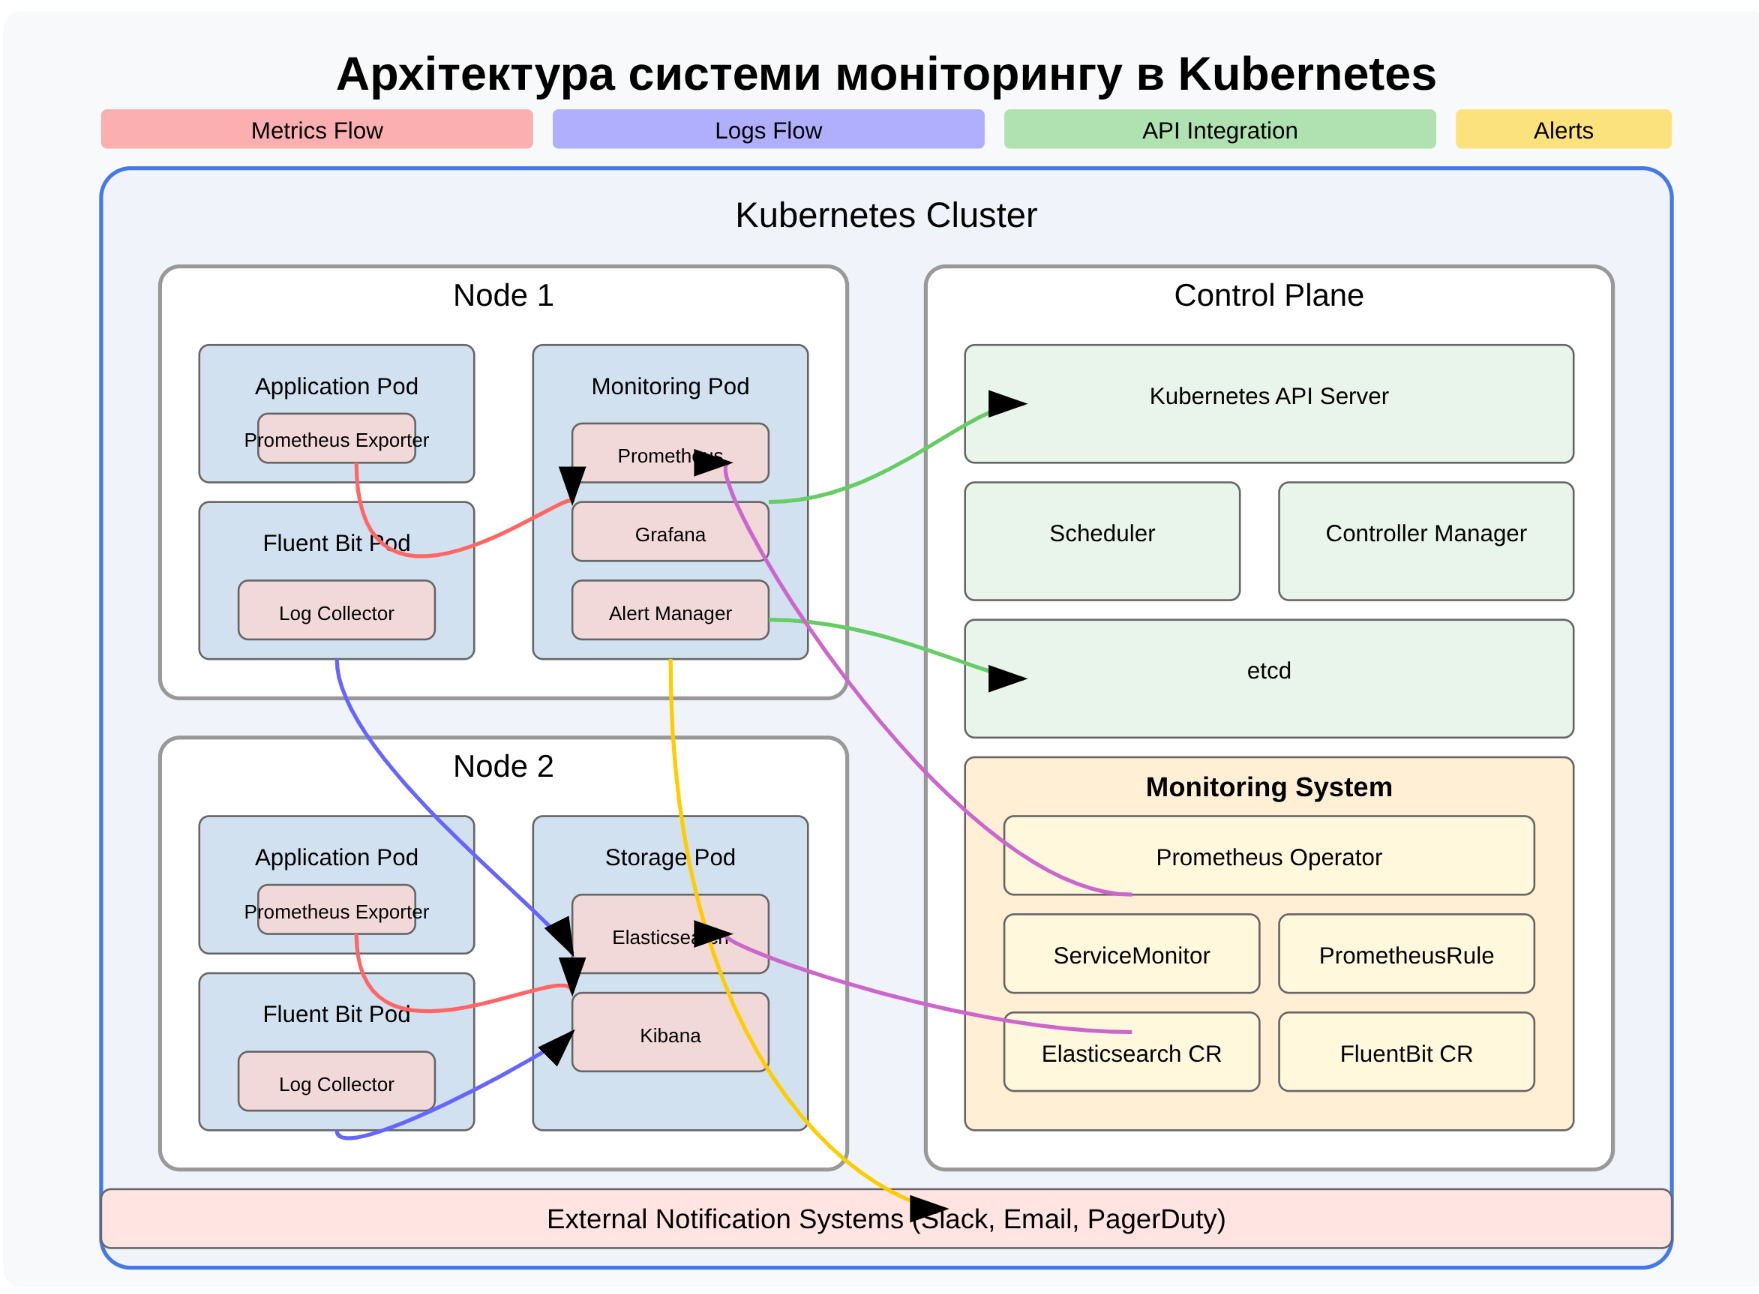 Архітектура системи моніторингу в Kubernetes
Metrics Flow
Logs Flow
API Integration
Alerts
Kubernetes Cluster
Node 1
Application Pod
Prometheus Exporter
Fluent Bit Pod
Log Collector
Monitoring Pod
Prometheus
Grafana
Alert Manager
Node 2
Application Pod
Prometheus Exporter
Fluent Bit Pod
Log Collector
Storage Pod
Elasticsearch
Kibana
Control Plane
Kubernetes API Server
Scheduler
Controller Manager
etcd
Monitoring System
Prometheus Operator
ServiceMonitor
PrometheusRule
Elasticsearch CR
FluentBit CR
External Notification Systems (Slack, Email, PagerDuty)